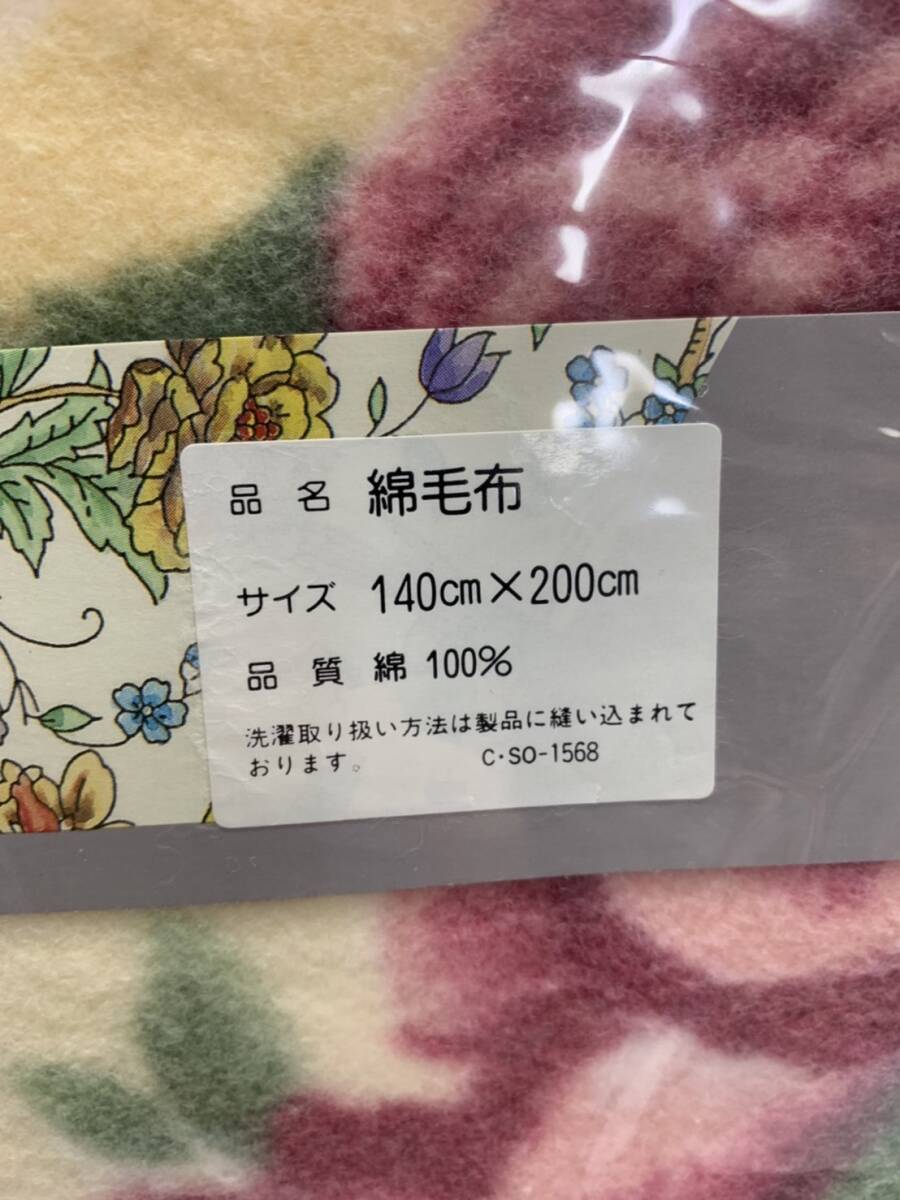 品名 綿毛布
サイズ 140cm×200cm
品質 綿 100%
洗濯取り扱い方法は製品に縫い込まれて
おります。 C・SO-1568